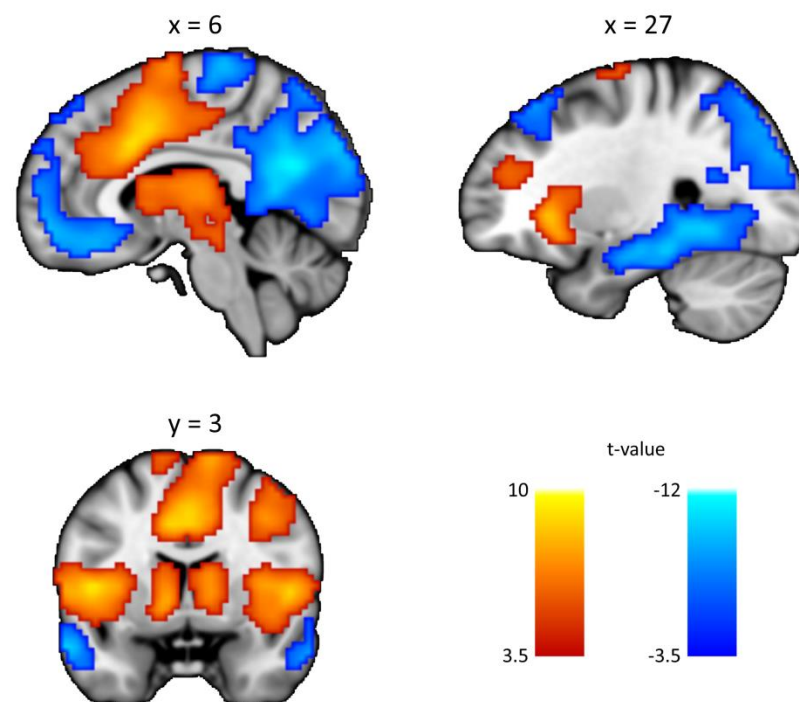 x = 6
x = 27
y = 3
t-value
10
-12
3.5
-3.5